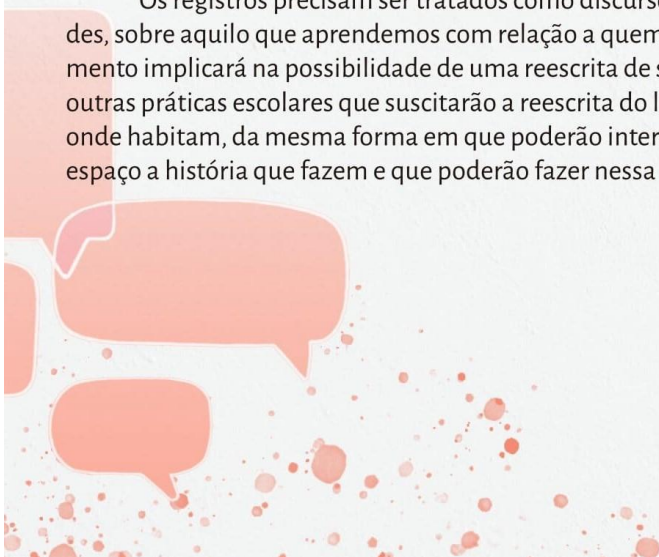 Os registros precisam ser tratados como discurs
des, sobre aquilo que aprendemos com relação a quem
mento implicará na possibilidade de uma reescrita de
outras práticas escolares que suscitarão a reescrita do
onde habitam, da mesma forma em que poderão inter
espaço a história que fazem e que poderão fazer nessa